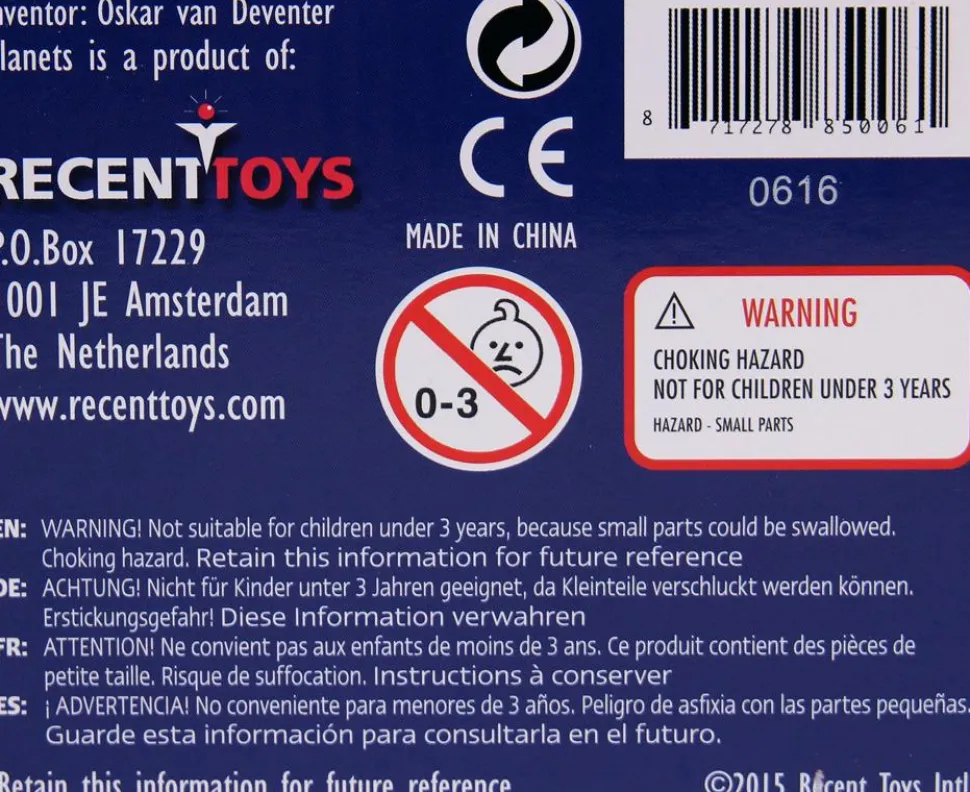 nventor: Oskar van Deventer
lanets is a product of:
RECENTTOYS
P.O.Box 17229
001 JE Amsterdam
The Netherlands
www.recenttoys.com
CE
MADE IN CHINA
0-3
8 717278 850061
0616
WARNING
CHOKING HAZARD
NOT FOR CHILDREN UNDER 3 YEARS
HAZARD - SMALL PARTS
EN: WARNING! Not suitable for children under 3 years, because small parts could be swallowed.
Choking hazard. Retain this information for future reference
DE: ACHTUNG! Nicht für Kinder unter 3 Jahren geeignet, da Kleinteile verschluckt werden können.
Erstickungsgefahr! Diese Information verwahren
FR: ATTENTION! Ne convient pas aux enfants de moins de 3 ans. Ce produit contient des pièces de
petite taille. Risque de suffocation. Instructions à conserver
ES: ¡ ADVERTENCIA! No conveniente para menores de 3 años. Peligro de asfixia con las partes pequeñas.
Guarde esta información para consultarla en el futuro.
Retain this information for future reference
©2015 Recent Toys Intl